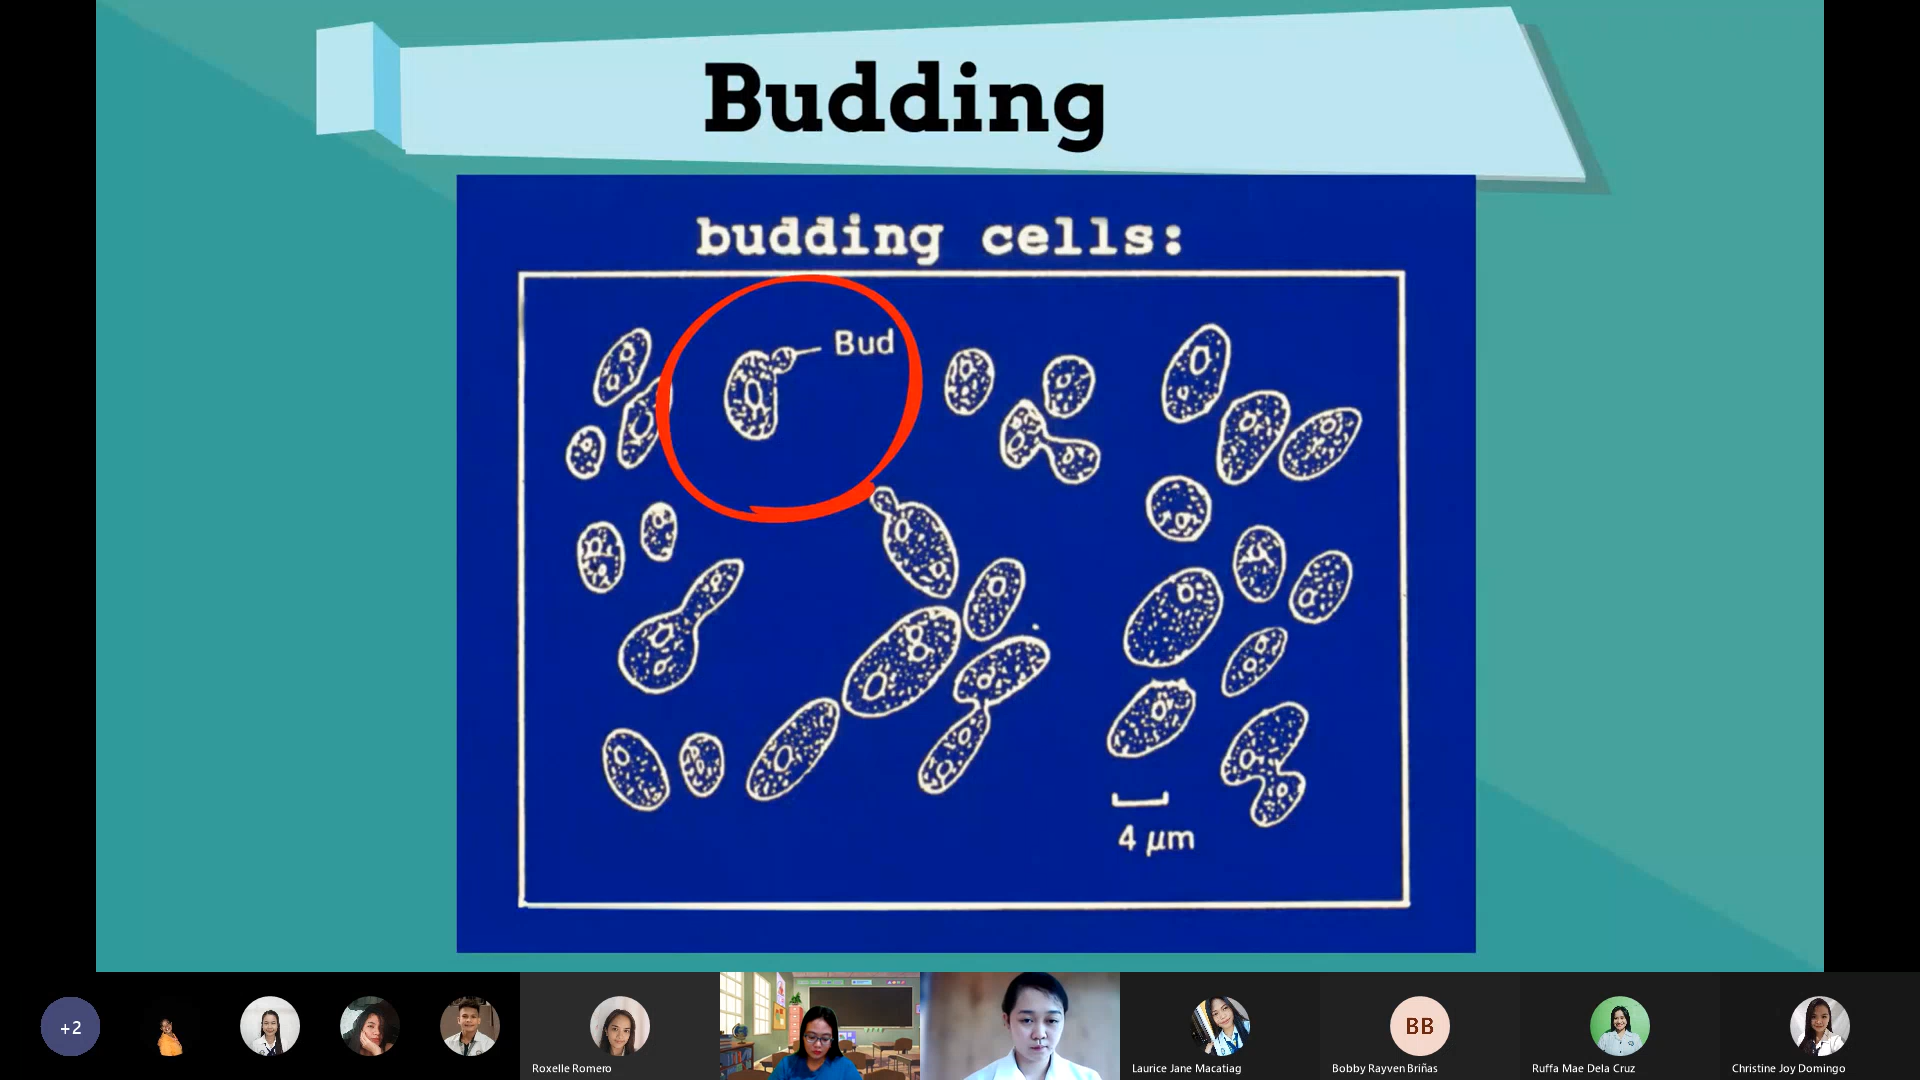 Budding
budding cells:
Bud
4 μm
+2
Roxelle Romero
Laurice Jane Macatiag
BB
Bobby Rayven Briñas
Ruffa Mae Dela Cruz
Christine Joy Domingo